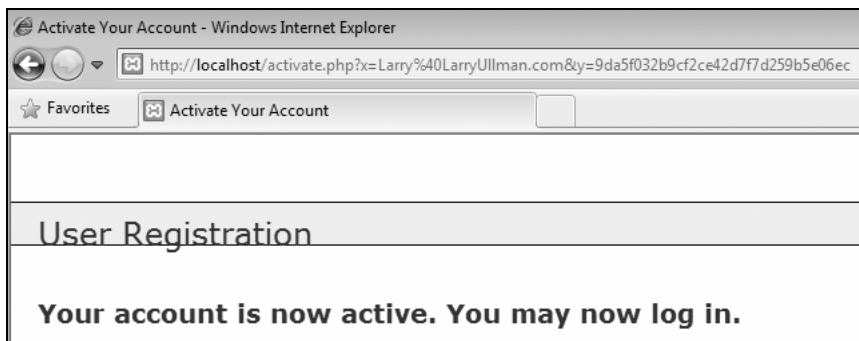 Activate Your Account - Windows Internet Explorer
http://localhost/activate.php?x=Larry%40LarryUllman.com&y=9da5f032b9cf2ce42d7f7d259b5e06ec
Favorites
Activate Your Account
User Registration
Your account is now active. You may now log in.